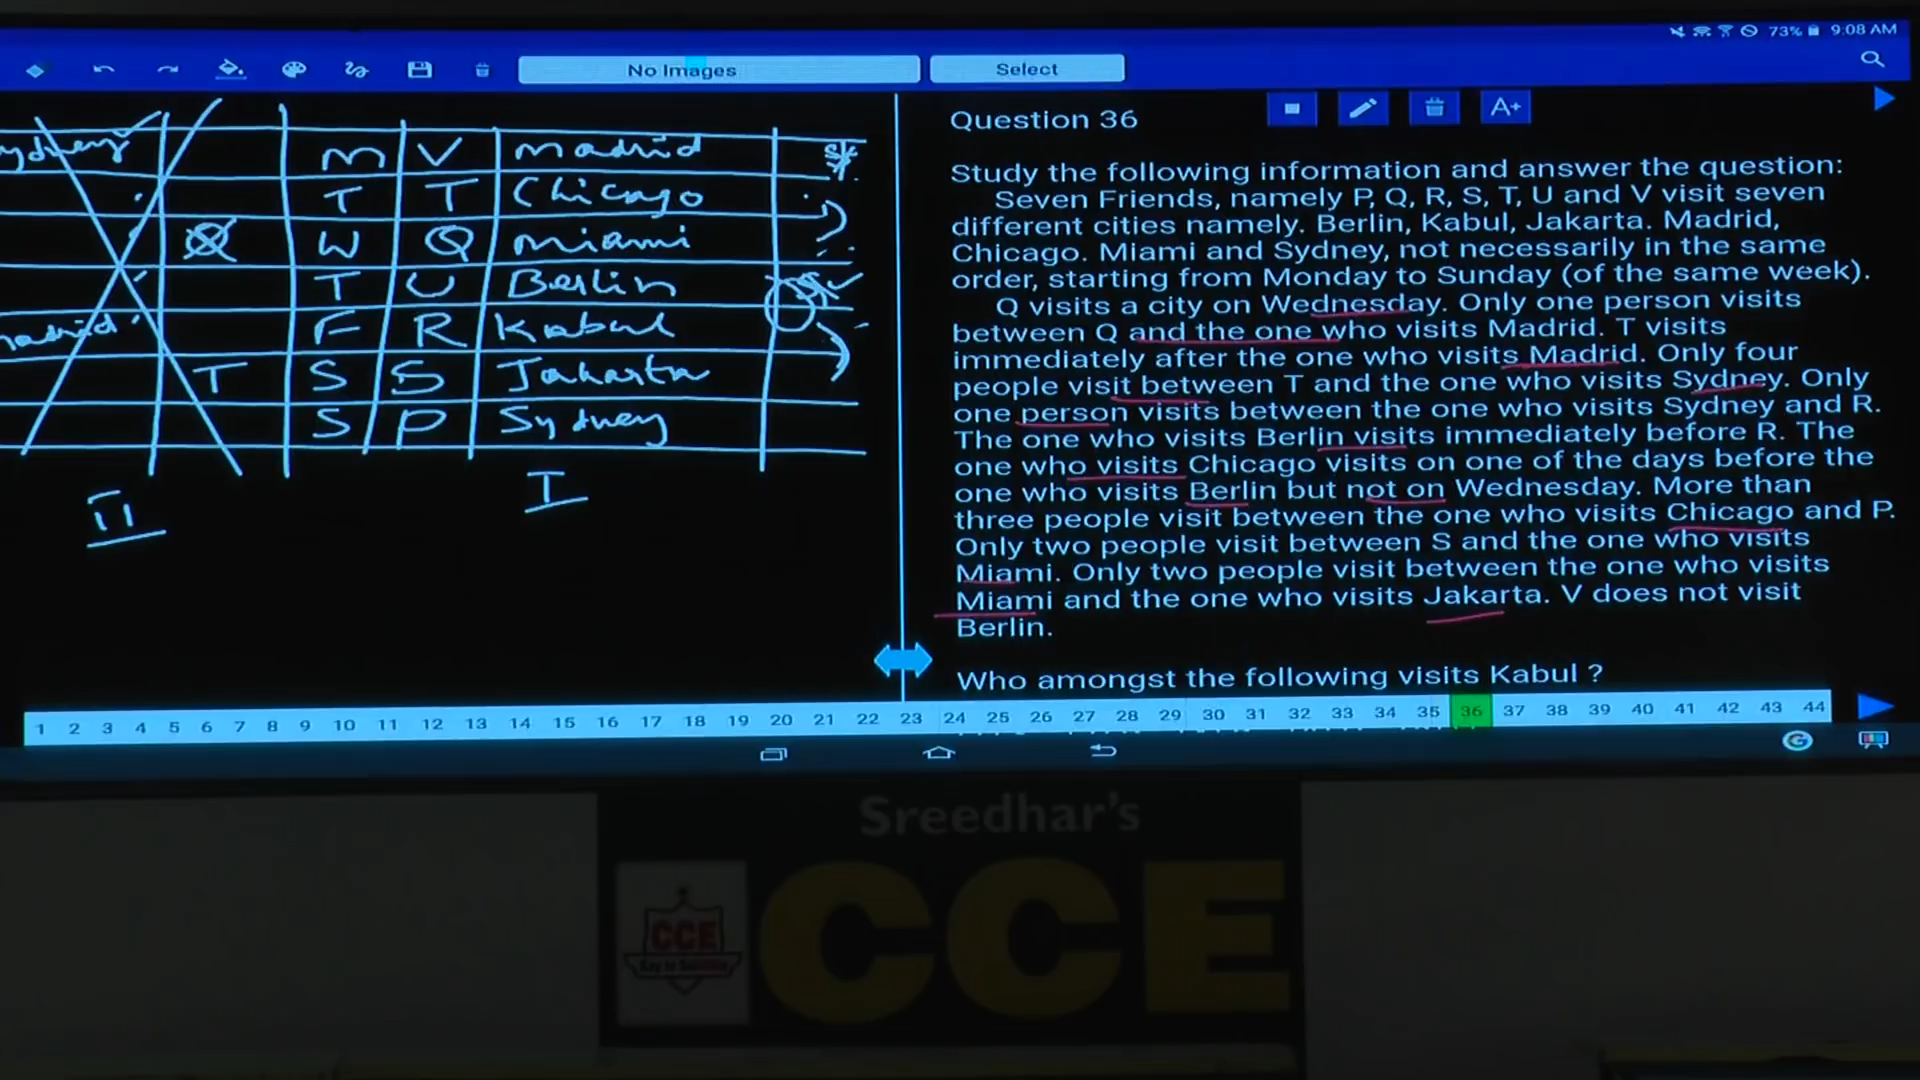 73% 9:08 AM
No Images
Select
A+
Question 36
Study the following information and answer the question:
Seven Friends, namely P, Q, R, S, T, U and V visit seven
different cities namely. Berlin, Kabul, Jakarta. Madrid,
Chicago. Miami and Sydney, not necessarily in the same
order, starting from Monday to Sunday (of the same week).
Q visits a city on Wednesday. Only one person visits
between Q and the one who visits Madrid. T visits
immediately after the one who visits Madrid. Only four
people visit between T and the one who visits Sydney. Only
one person visits between the one who visits Sydney and R.
The one who visits Berlin visits immediately before R. The
one who visits Chicago visits on one of the days before the
one who visits Berlin but not on Wednesday. More than
three people visit between the one who visits Chicago and P.
Only two people visit between S and the one who visits
Miami. Only two people visit between the one who visits
Miami and the one who visits Jakarta. V does not visit
Berlin.
Who amongst the following visits Kabul ?
M V Madrid
T T Chicago
Q W Q Miami
T U Berlin
F R Kabul
T S S Jakarta
S P Sydney
II
I
1 2 3 4 5 6 7 8 9 10 11 12 13 14 15 16 17 18 19 20 21 22 23 24 25 26 27 28 29 30 31 32 33 34 35 36 37 38 39 40 41 42 43 44
Sreedhar's
CCE
CCE